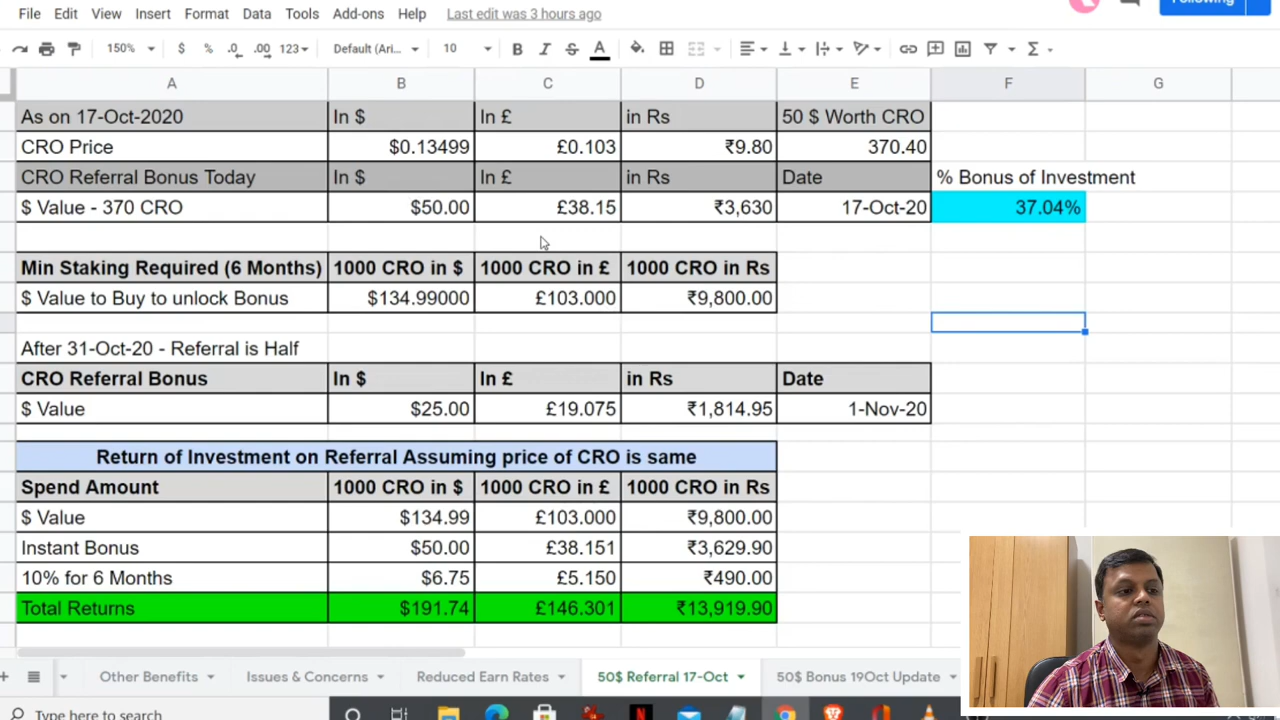 File Edit View Insert Format Data Tools Add-ons Help Last edit was 3 hours ago
150% $ % .0 .00 123 Default (Ari... 10 B I S A Σ
A B C D E F G
As on 17-Oct-2020 In $ In £ in Rs 50 $ Worth CRO
CRO Price $0.13499 £0.103 ₹9.80 370.40
CRO Referral Bonus Today In $ In £ in Rs Date % Bonus of Investment
$ Value - 370 CRO $50.00 £38.15 ₹3,630 17-Oct-20 37.04%
Min Staking Required (6 Months) 1000 CRO in $ 1000 CRO in £ 1000 CRO in Rs
$ Value to Buy to unlock Bonus $134.99000 £103.000 ₹9,800.00
After 31-Oct-20 - Referral is Half
CRO Referral Bonus In $ In £ in Rs Date
$ Value $25.00 £19.075 ₹1,814.95 1-Nov-20
Return of Investment on Referral Assuming price of CRO is same
Spend Amount 1000 CRO in $ 1000 CRO in £ 1000 CRO in Rs
$ Value $134.99 £103.000 ₹9,800.00
Instant Bonus $50.00 £38.151 ₹3,629.90
10% for 6 Months $6.75 £5.150 ₹490.00
Total Returns $191.74 £146.301 ₹13,919.90
Other Benefits Issues & Concerns Reduced Earn Rates 50$ Referral 17-Oct 50$ Bonus 19Oct Update
Type here to search